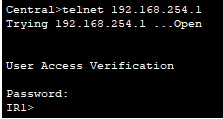 Central>telnet 192.168.254.1
Trying 192.168.254.1 ...Open
User Access Verification
Password:
IR1>